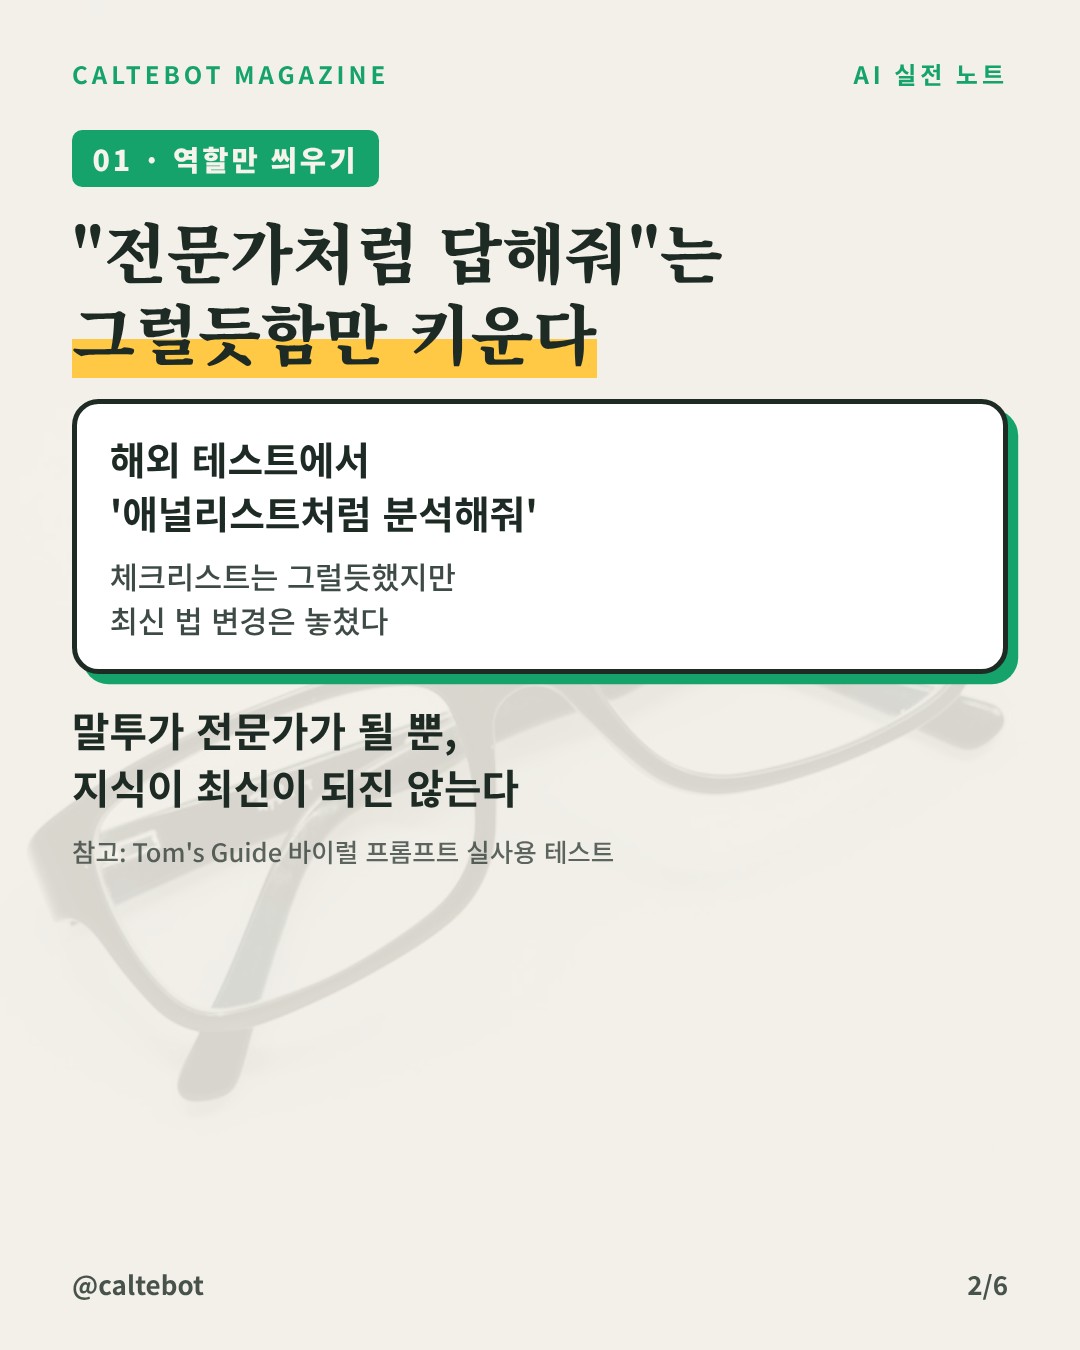 CALTEBOT MAGAZINE
AI 실전 노트
01 · 역할만 씌우기
"전문가처럼 답해줘"는
그럴듯함만 키운다
해외 테스트에서
'애널리스트처럼 분석해줘'
체크리스트는 그럴듯했지만
최신 법 변경은 놓쳤다
말투가 전문가가 될 뿐,
지식이 최신이 되진 않는다
참고: Tom's Guide 바이럴 프롬프트 실사용 테스트
@caltebot
2/6